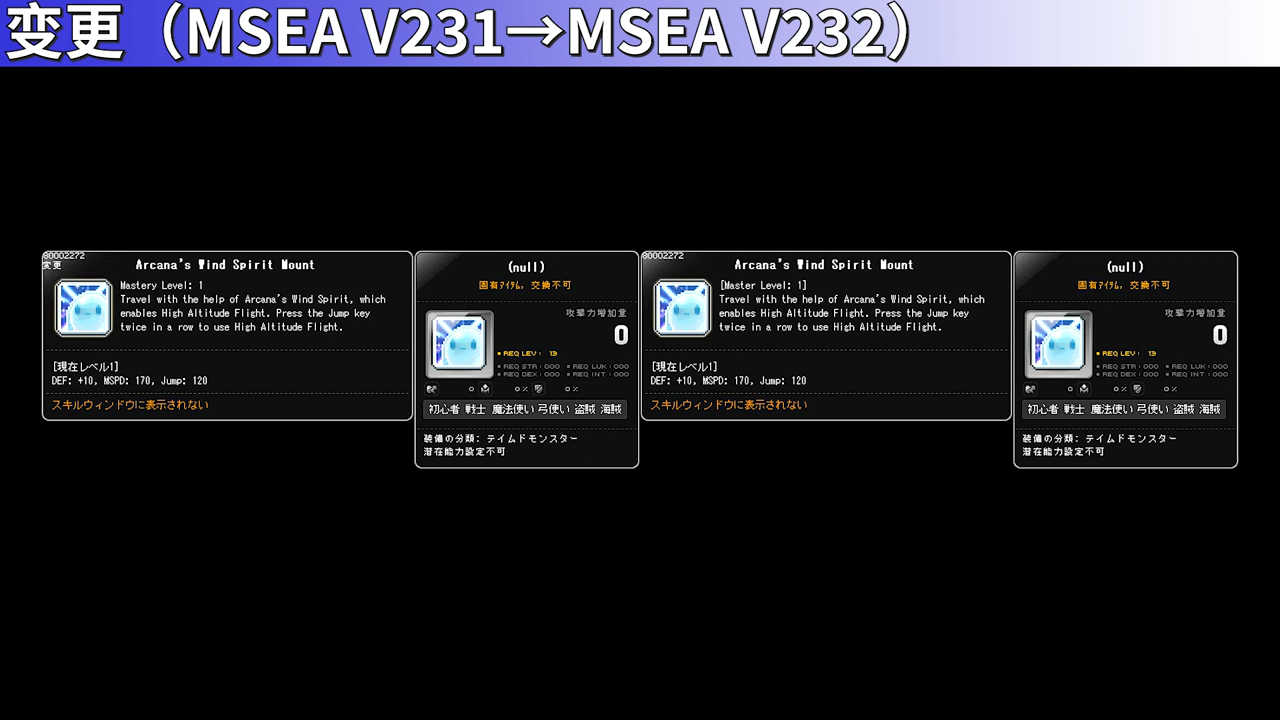 変更（MSEA V231→MSEA V232）
80002272
変更
Arcana's Wind Spirit Mount
Mastery Level: 1
Travel with the help of Arcana's Wind Spirit, which
enables High Altitude Flight. Press the Jump key
twice in a row to use High Altitude Flight.
[現在レベル1]
DEF: +10, MSPD: 170, Jump: 120
スキルウィンドウに表示されない
(null)
固有ｱｲﾃﾑ, 交換不可
攻撃力増加量
0
REQ LEV : 13
REQ STR : 000 REQ LUK : 000
REQ DEX : 000 REQ INT : 000
0 0% 0%
初心者 戦士 魔法使い 弓使い 盗賊 海賊
装備の分類: テイムドモンスター
潜在能力設定不可
80002272
Arcana's Wind Spirit Mount
[Master Level: 1]
Travel with the help of Arcana's Wind Spirit, which
enables High Altitude Flight. Press the Jump key
twice in a row to use High Altitude Flight.
[現在レベル1]
DEF: +10, MSPD: 170, Jump: 120
スキルウィンドウに表示されない
(null)
固有ｱｲﾃﾑ, 交換不可
攻撃力増加量
0
REQ LEV : 13
REQ STR : 000 REQ LUK : 000
REQ DEX : 000 REQ INT : 000
0 0% 0%
初心者 戦士 魔法使い 弓使い 盗賊 海賊
装備の分類: テイムドモンスター
潜在能力設定不可